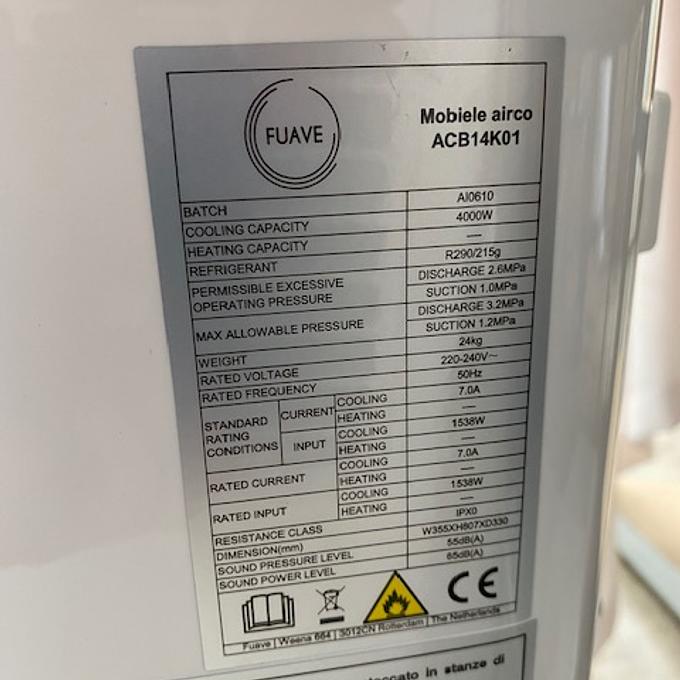 FUAVE
Mobiele airco
ACB14K01
BATCH AI0610
COOLING CAPACITY 4000W
HEATING CAPACITY —
REFRIGERANT R290/215g
PERMISSIBLE EXCESSIVE OPERATING PRESSURE DISCHARGE 2.6MPa
SUCTION 1.0MPa
MAX ALLOWABLE PRESSURE DISCHARGE 3.2MPa
SUCTION 1.2MPa
WEIGHT 24kg
RATED VOLTAGE 220-240V~
RATED FREQUENCY 50Hz
STANDARD RATING CONDITIONS CURRENT COOLING 7.0A
HEATING —
INPUT COOLING 1538W
HEATING —
RATED CURRENT COOLING 7.0A
HEATING —
RATED INPUT COOLING 1538W
HEATING —
RESISTANCE CLASS IPX0
DIMENSION(mm) W355XH807XD330
SOUND PRESSURE LEVEL 55dB(A)
SOUND POWER LEVEL 65dB(A)
CE
Fuave | Weena 664 | 3012CN Rotterdam | The Netherlands
in stanze di